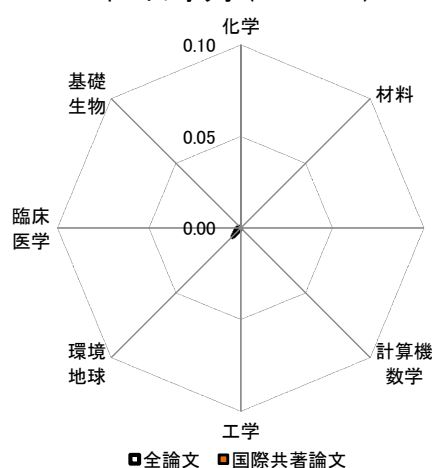 化学
0.10
基礎
生物
材料
0.05
臨床
医学
0.00
環境
地球
計算機
数学
工学
全論文 国際共著論文